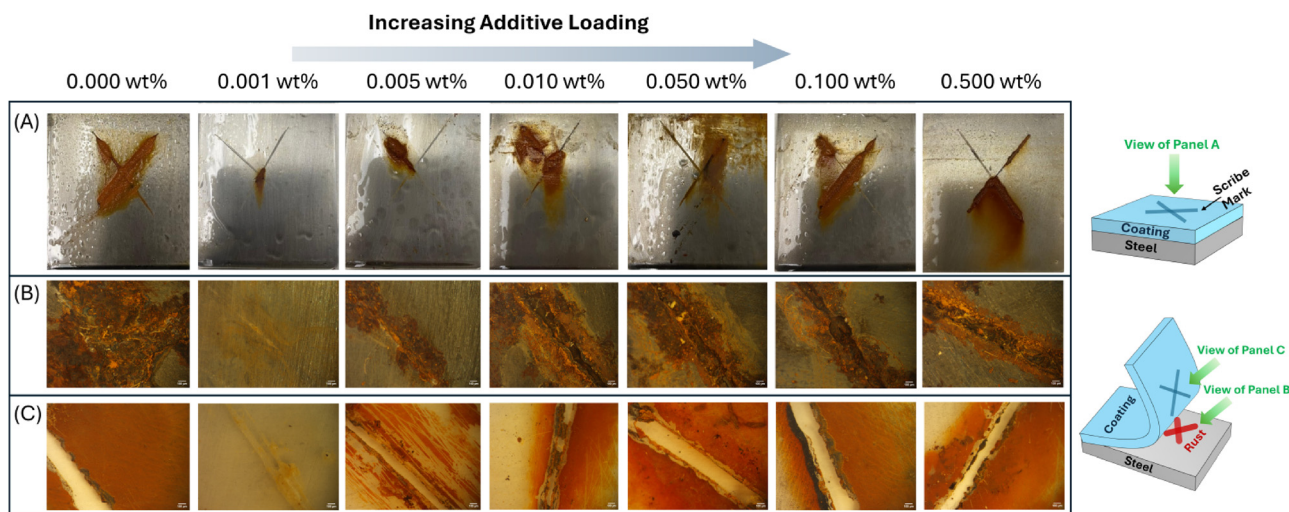 Increasing Additive Loading
0.000 wt% 0.001 wt% 0.005 wt% 0.010 wt% 0.050 wt% 0.100 wt% 0.500 wt%
(A)
View of Panel A
Scribe
Mark
Coating
Steel
(B)
View of Panel C
View of Panel B
Coating
Rust
Steel
(C)